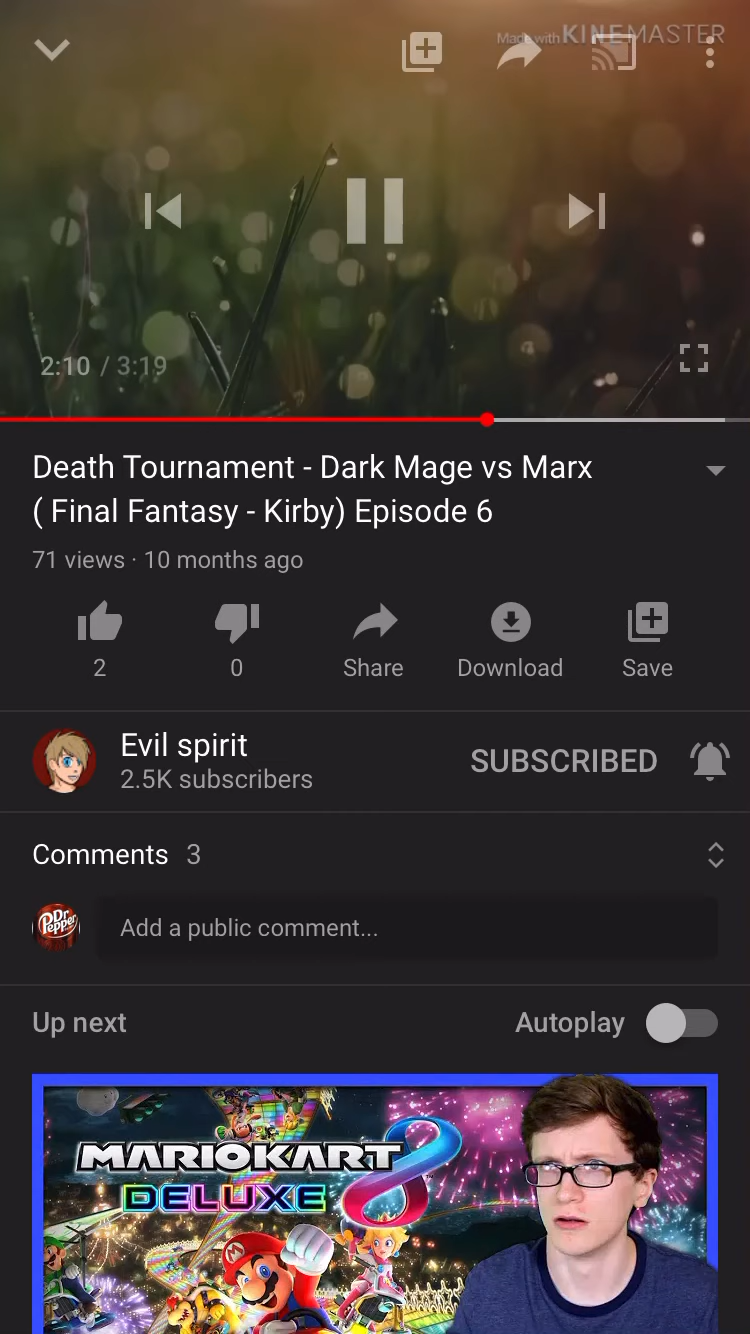 Made with KINEMASTER
2:10 / 3:19
Death Tournament - Dark Mage vs Marx
( Final Fantasy - Kirby) Episode 6
71 views · 10 months ago
2
0
Share
Download
Save
Evil spirit
2.5K subscribers
SUBSCRIBED
Comments 3
Dr Pepper
Add a public comment...
Up next
Autoplay
MARIOKART 8
DELUXE
M